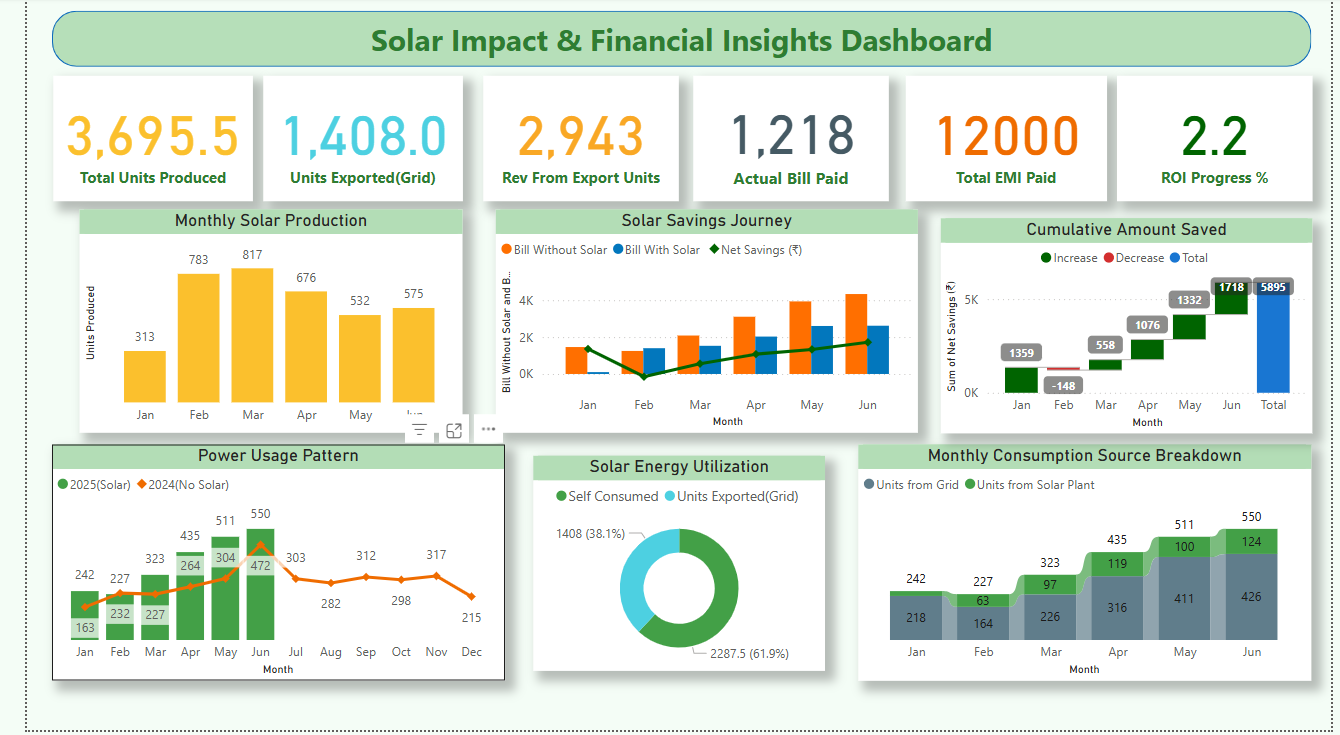 Solar Impact & Financial Insights Dashboard
3,695.5
Total Units Produced
1,408.0
Units Exported(Grid)
2,943
Rev From Export Units
1,218
Actual Bill Paid
12000
Total EMI Paid
2.2
ROI Progress %
Monthly Solar Production
Units Produced
313
783
817
676
532
575
Jan Feb Mar Apr May
Solar Savings Journey
Bill Without Solar Bill With Solar Net Savings (₹)
Bill Without Solar and B...
4K
2K
0K
Jan Feb Mar Apr May Jun
Month
Cumulative Amount Saved
Increase Decrease Total
Sum of Net Savings (₹)
5K
0K
1359
-148
558
1076
1332
1718
5895
Jan Feb Mar Apr May Jun Total
Month
Power Usage Pattern
2025(Solar) 2024(No Solar)
242 227 323 435 511 550
163 232 227 264 304 472 303 282 312 298 317 215
Jan Feb Mar Apr May Jun Jul Aug Sep Oct Nov Dec
Month
Solar Energy Utilization
Self Consumed Units Exported(Grid)
1408 (38.1%)
2287.5 (61.9%)
Monthly Consumption Source Breakdown
Units from Grid Units from Solar Plant
242 227 323 435 511 550
63 97 119 100 124
218 164 226 316 411 426
Jan Feb Mar Apr May Jun
Month